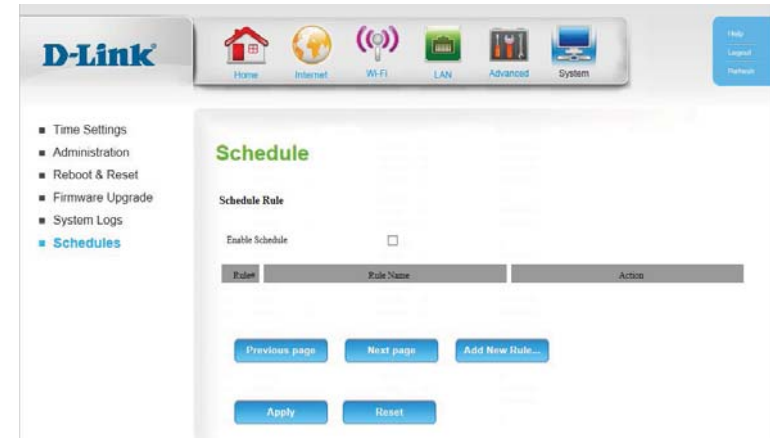 D-Link
Home Internet Wi-Fi LAN Advanced System
Help
Logout
Refresh
Time Settings
Administration
Reboot & Reset
Firmware Upgrade
System Logs
Schedules
Schedule
Schedule Rule
Enable Schedule
Rule# Rule Name Action
Previous page Next page Add New Rule...
Apply Reset